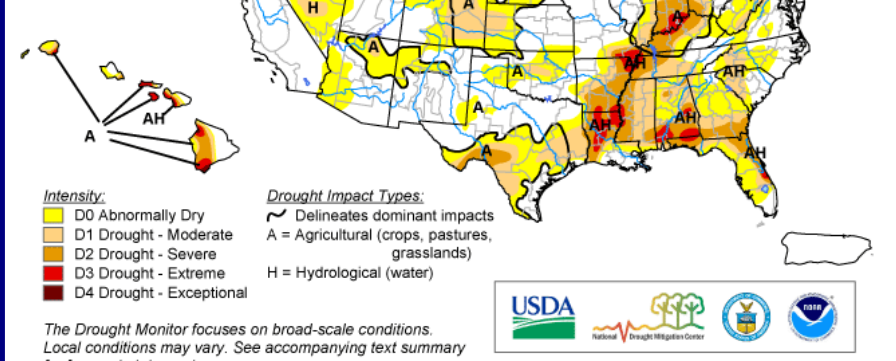 H
A
A
A
AH
A
AH
A
AH
AH
A
AH
A
AH
A
Intensity:
D0 Abnormally Dry
D1 Drought - Moderate
D2 Drought - Severe
D3 Drought - Extreme
D4 Drought - Exceptional
Drought Impact Types:
Delineates dominant impacts
A = Agricultural (crops, pastures,
grasslands)
H = Hydrological (water)
USDA
National Drought Mitigation Center
NOAA
The Drought Monitor focuses on broad-scale conditions.
Local conditions may vary. See accompanying text summary